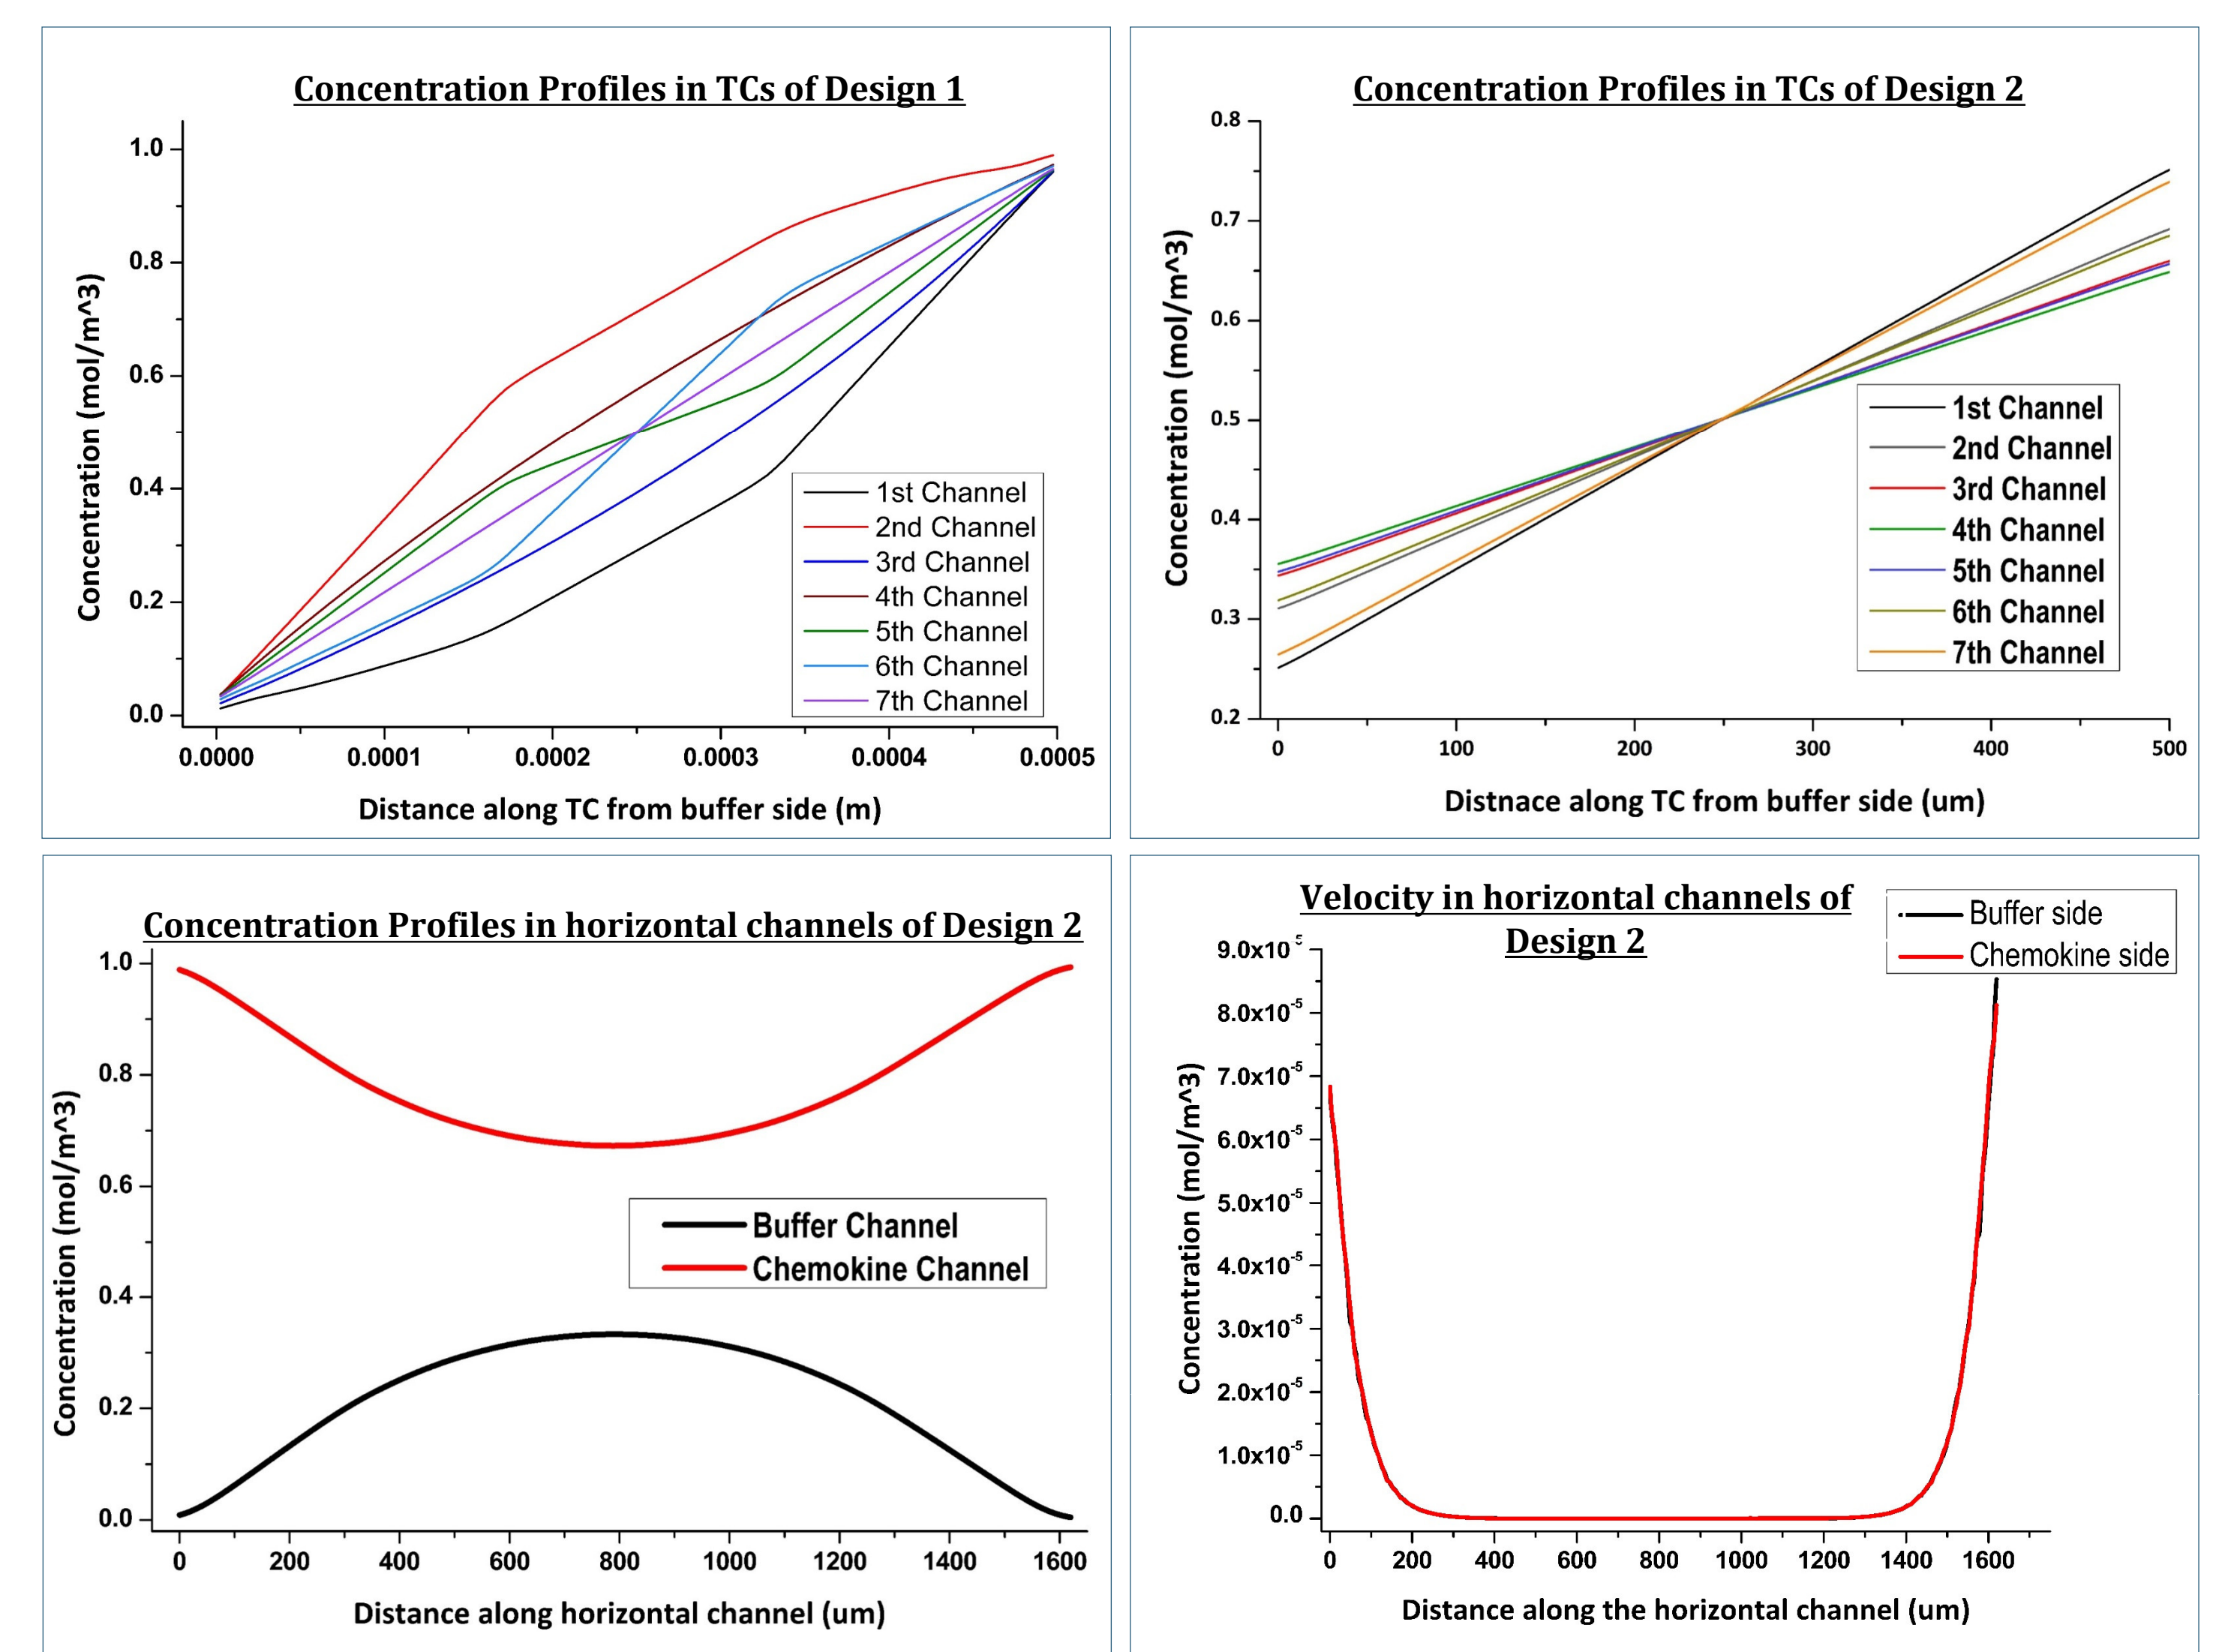 Concentration Profiles in TCs of Design 1
Concentration (mol/m^3)
1.0
0.8
0.6
0.4
0.2
0.0
1st Channel
2nd Channel
3rd Channel
4th Channel
5th Channel
6th Channel
7th Channel
0.0000 0.0001 0.0002 0.0003 0.0004 0.0005
Distance along TC from buffer side (m)
Concentration Profiles in TCs of Design 2
Concentration (mol/m^3)
0.8
0.7
0.6
0.5
0.4
0.3
0.2
1st Channel
2nd Channel
3rd Channel
4th Channel
5th Channel
6th Channel
7th Channel
0 100 200 300 400 500
Distnace along TC from buffer side (um)
Concentration Profiles in horizontal channels of Design 2
Concentration (mol/m^3)
1.0
0.8
0.6
0.4
0.2
0.0
Buffer Channel
Chemokine Channel
0 200 400 600 800 1000 1200 1400 1600
Distance along horizontal channel (um)
Velocity in horizontal channels of
Design 2
Buffer side
Chemokine side
Concentration (mol/m^3)
9.0x10⁻⁵
8.0x10⁻⁵
7.0x10⁻⁵
6.0x10⁻⁵
5.0x10⁻⁵
4.0x10⁻⁵
3.0x10⁻⁵
2.0x10⁻⁵
1.0x10⁻⁵
0.0
0 200 400 600 800 1000 1200 1400 1600
Distance along the horizontal channel (um)